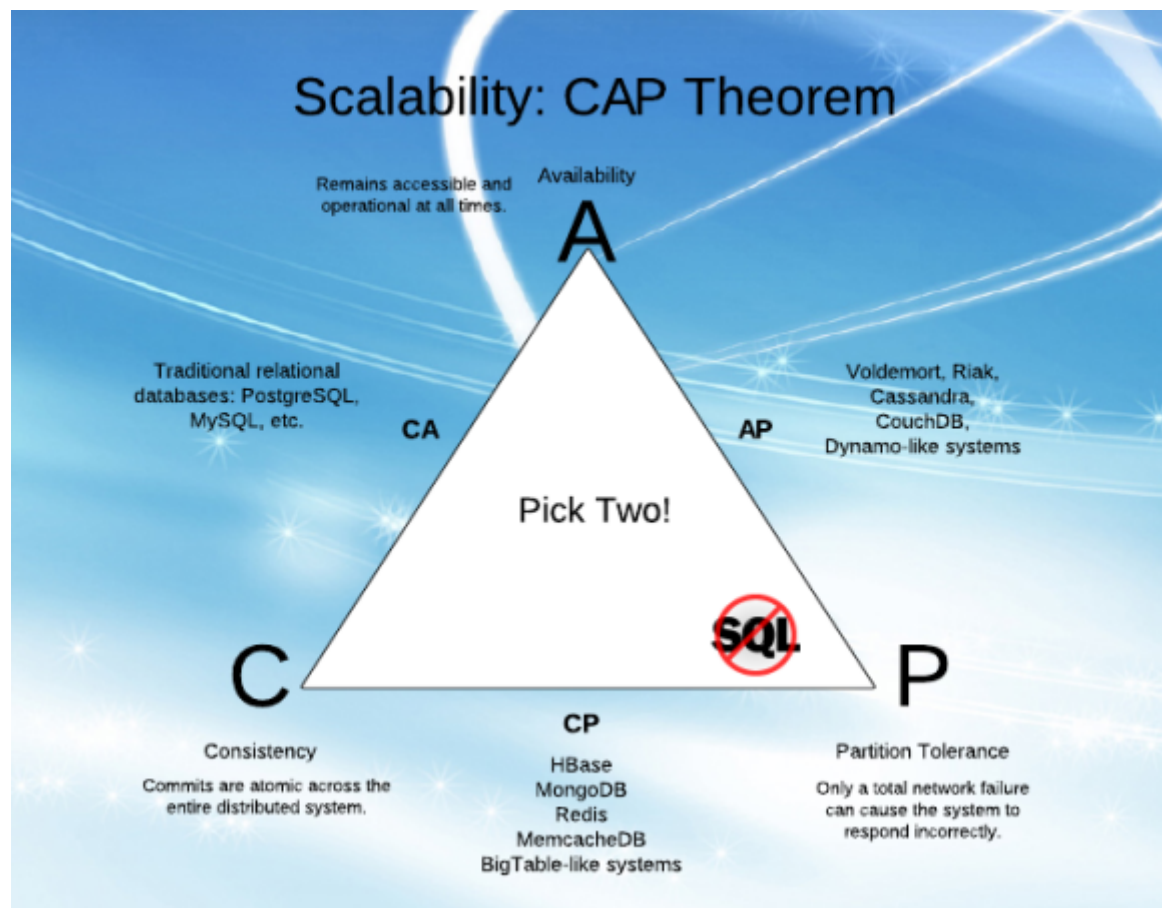 Scalability: CAP Theorem
Availability
Remains accessible and
operational at all times.
A
Traditional relational
databases: PostgreSQL,
MySQL, etc.
CA
AP
Voldemort, Riak,
Cassandra,
CouchDB,
Dynamo-like systems
Pick Two!
SQL
C
P
Consistency
Commits are atomic across the
entire distributed system.
CP
HBase
MongoDB
Redis
MemcacheDB
BigTable-like systems
Partition Tolerance
Only a total network failure
can cause the system to
respond incorrectly.